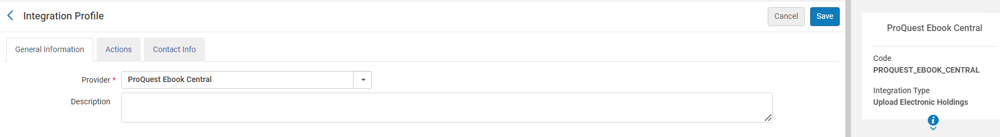 Integration Profile
Cancel
Save
General Information
Actions
Contact Info
Provider *
ProQuest Ebook Central
Description
ProQuest Ebook Central
Code
PROQUEST_EBOOK_CENTRAL
Integration Type
Upload Electronic Holdings
i